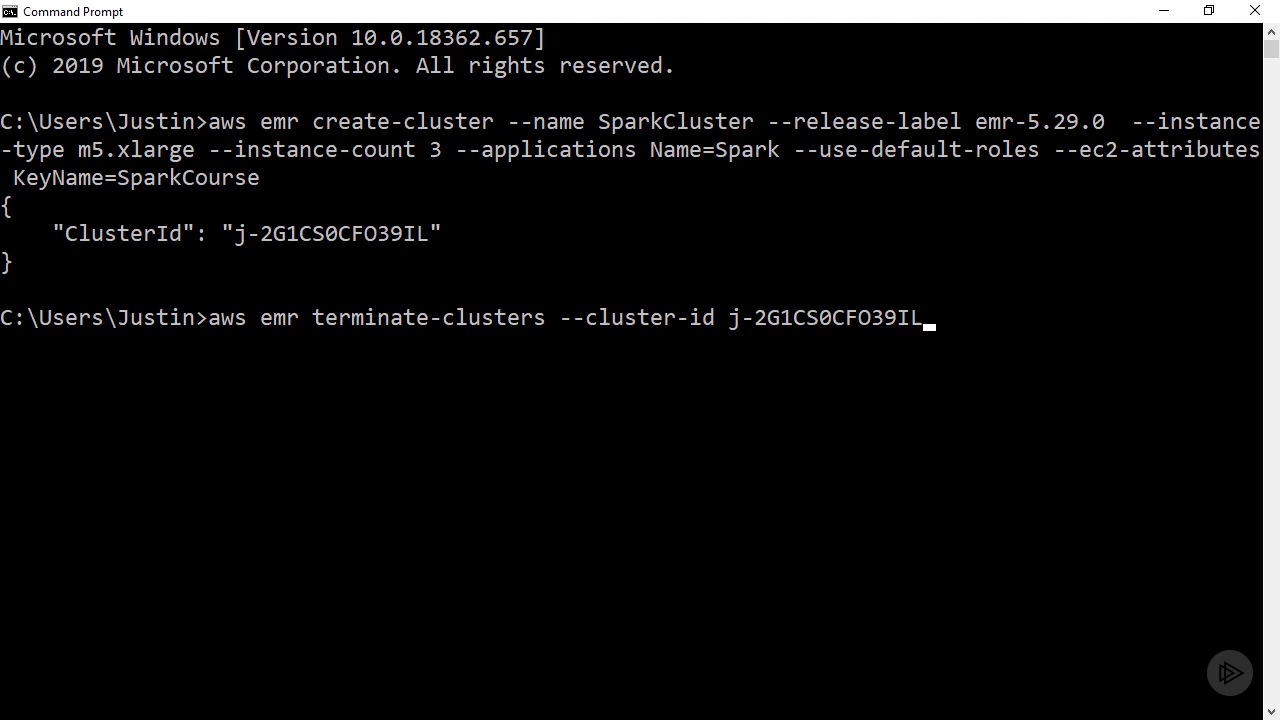 Command Prompt
Microsoft Windows [Version 10.0.18362.657]
(c) 2019 Microsoft Corporation. All rights reserved.
C:\Users\Justin>aws emr create-cluster --name SparkCluster --release-label emr-5.29.0  --instance
-type m5.xlarge --instance-count 3 --applications Name=Spark --use-default-roles --ec2-attributes
 KeyName=SparkCourse
{
    "ClusterId": "j-2G1CS0CFO39IL"
}
C:\Users\Justin>aws emr terminate-clusters --cluster-id j-2G1CS0CFO39IL